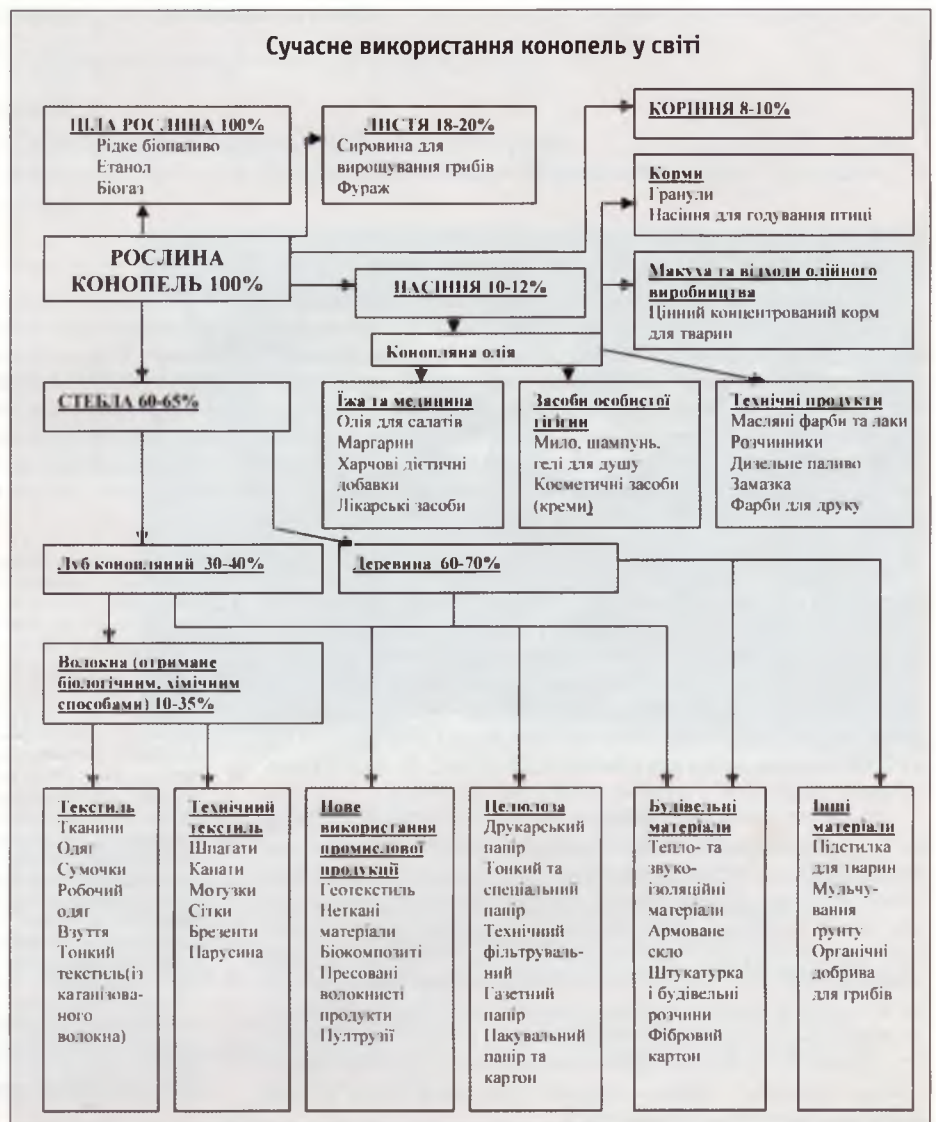 Сучасне використання конопель у світі
ЦІЛА РОСЛИНА 100%
Рідке біопаливо
Етанол
Біогаз
ЛИСТЯ 18-20%
Сировина для
вирощування грибів
Фураж
КОРІННЯ 8-10%
Корми
Гранули
Насіння для годування птиці
РОСЛИНА
КОНОПЕЛЬ 100%
НАСІННЯ 10-12%
Макуха та відходи олійного
виробництва
Цінний концентрований корм
для тварин
Конопляна олія
СТЕБЛА 60-65%
Їжа та медицина
Олія для салатів
Маргарин
Харчові дієтичні
добавки
Лікарські засоби
Засоби особистої
гігієни
Мило, шампунь,
гелі для душу
Косметичні засоби
(креми)
Технічні продукти
Масляні фарби та лаки
Розчинники
Дизельне паливо
Замазка
Фарби для друку
Луб конопляний 30-40%
Деревина 60-70%
Волокна (отримане
біологічним, хімічним
способами) 10-35%
Текстиль
Тканини
Одяг
Сумочки
Робочий
одяг
Взуття
Тонкий
текстиль(із
катанізова-
ного
волокна)
Технічний
текстиль
Шпагати
Канати
Мотузки
Сітки
Брезенти
Парусина
Нове
використання
промислової
продукції
Геотекстиль
Неткані
матеріали
Біокомпозиті
Пресовані
волокнисті
продукти
Пултрузії
Целюлоза
Друкарський
папір
Тонкий та
спеціальний
папір
Технічний
фільтруваль-
ний
Газетний
папір
Пакувальний
папір та
картон
Будівельні
матеріали
Тепло- та
звуко-
ізоляційні
матеріали
Армоване
скло
Штукатурка
і будівельні
розчини
Фібровий
картон
Інші
матеріали
Підстилка
для тварин
Мульчу-
вання
ґрунту
Органічні
добрива
для грибів